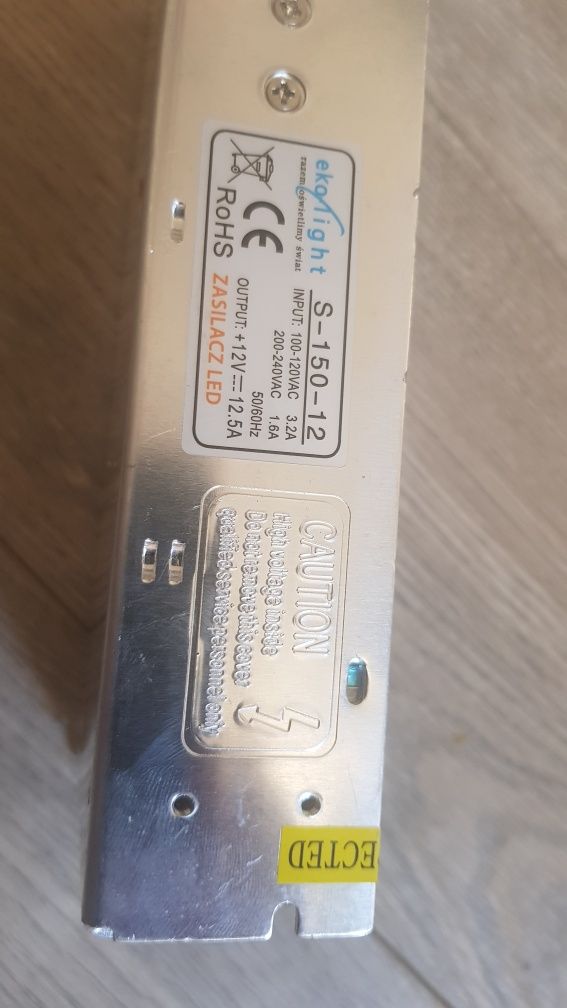 ekolight
razem oświetlimy świat
S-150-12
INPUT: 100-120VAC 3.2A
200-240VAC 1.6A
50/60Hz
OUTPUT: +12V⎓12.5A
ZASILACZ LED
CE
RoHS
CAUTION
High voltage inside
Do not remove this cover
qualified service personnel only
ECTED